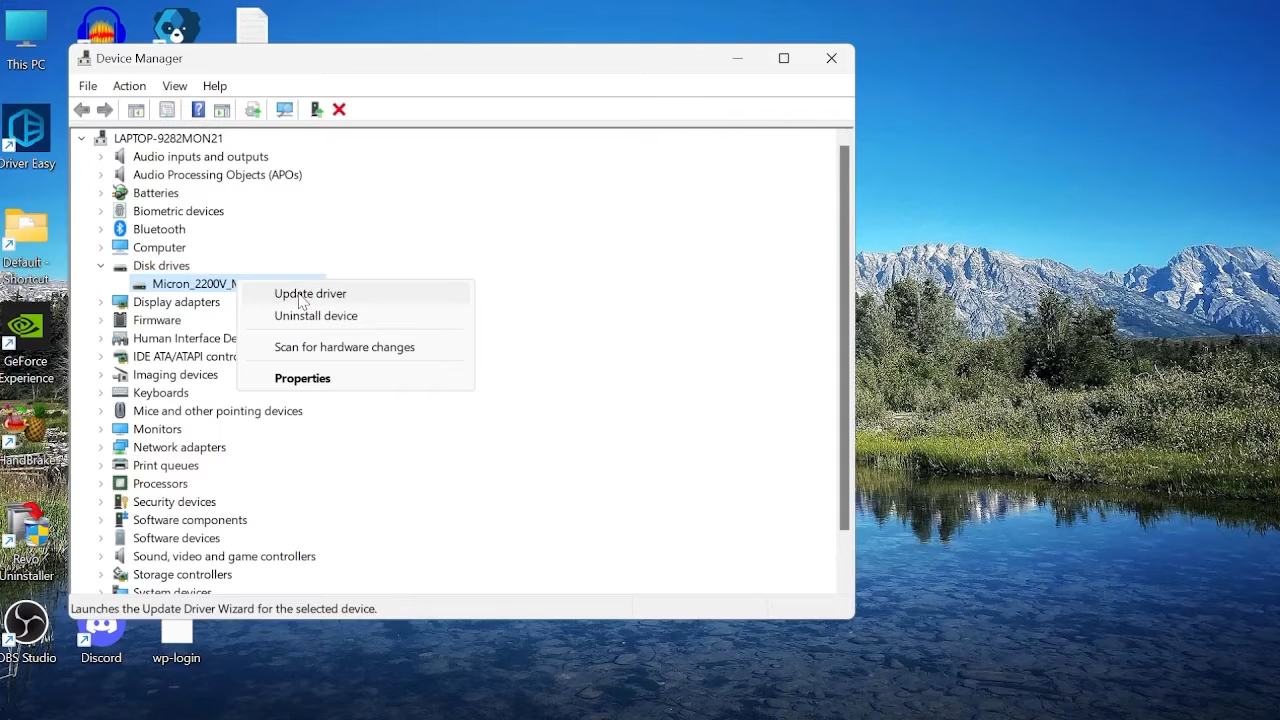 This PC
Device Manager
File Action View Help
LAPTOP-9282MON21
Audio inputs and outputs
Audio Processing Objects (APOs)
Batteries
Biometric devices
Driver Easy
Bluetooth
Computer
Disk drives
Micron_2200V_
Update driver
Uninstall device
Scan for hardware changes
Properties
Display adapters
Firmware
Human Interface De
IDE ATA/ATAPI contro
Imaging devices
Keyboards
Mice and other pointing devices
Monitors
Network adapters
Print queues
Processors
Security devices
Software components
Software devices
Sound, video and game controllers
Storage controllers
System devices
Launches the Update Driver Wizard for the selected device.
Default -
Shortcut
GeForce
Experience
HandBrake
Revo
Uninstaller
OBS Studio
Discord
wp-login